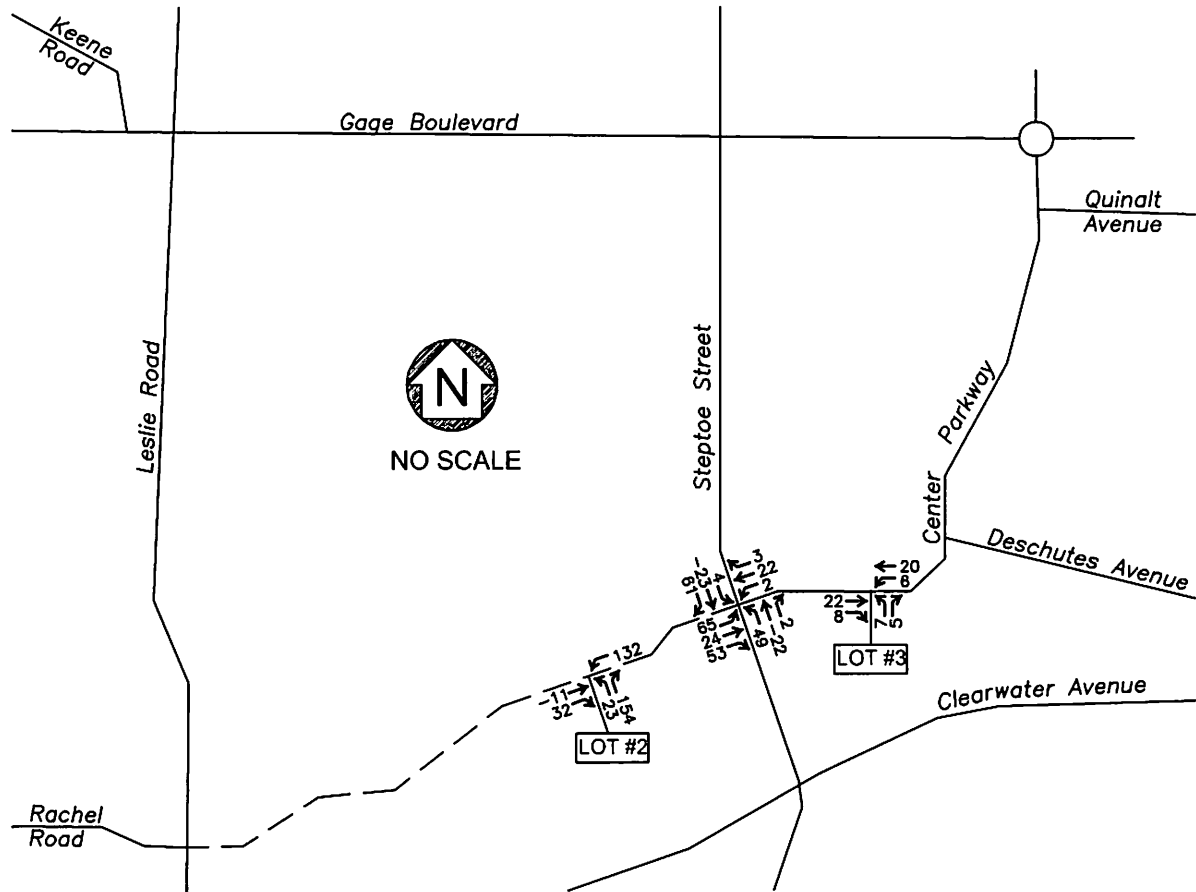 Keene
Road
Gage Boulevard
Quinalt
Avenue
Leslie Road
N
NO SCALE
Steptoe Street
Center Parkway
Deschutes Avenue
3
22
2
4
-23
61
65
24
53
49
-22
2
20
6
22
8
7
5
LOT #3
132
-11
32
23
154
LOT #2
Clearwater Avenue
Rachel
Road